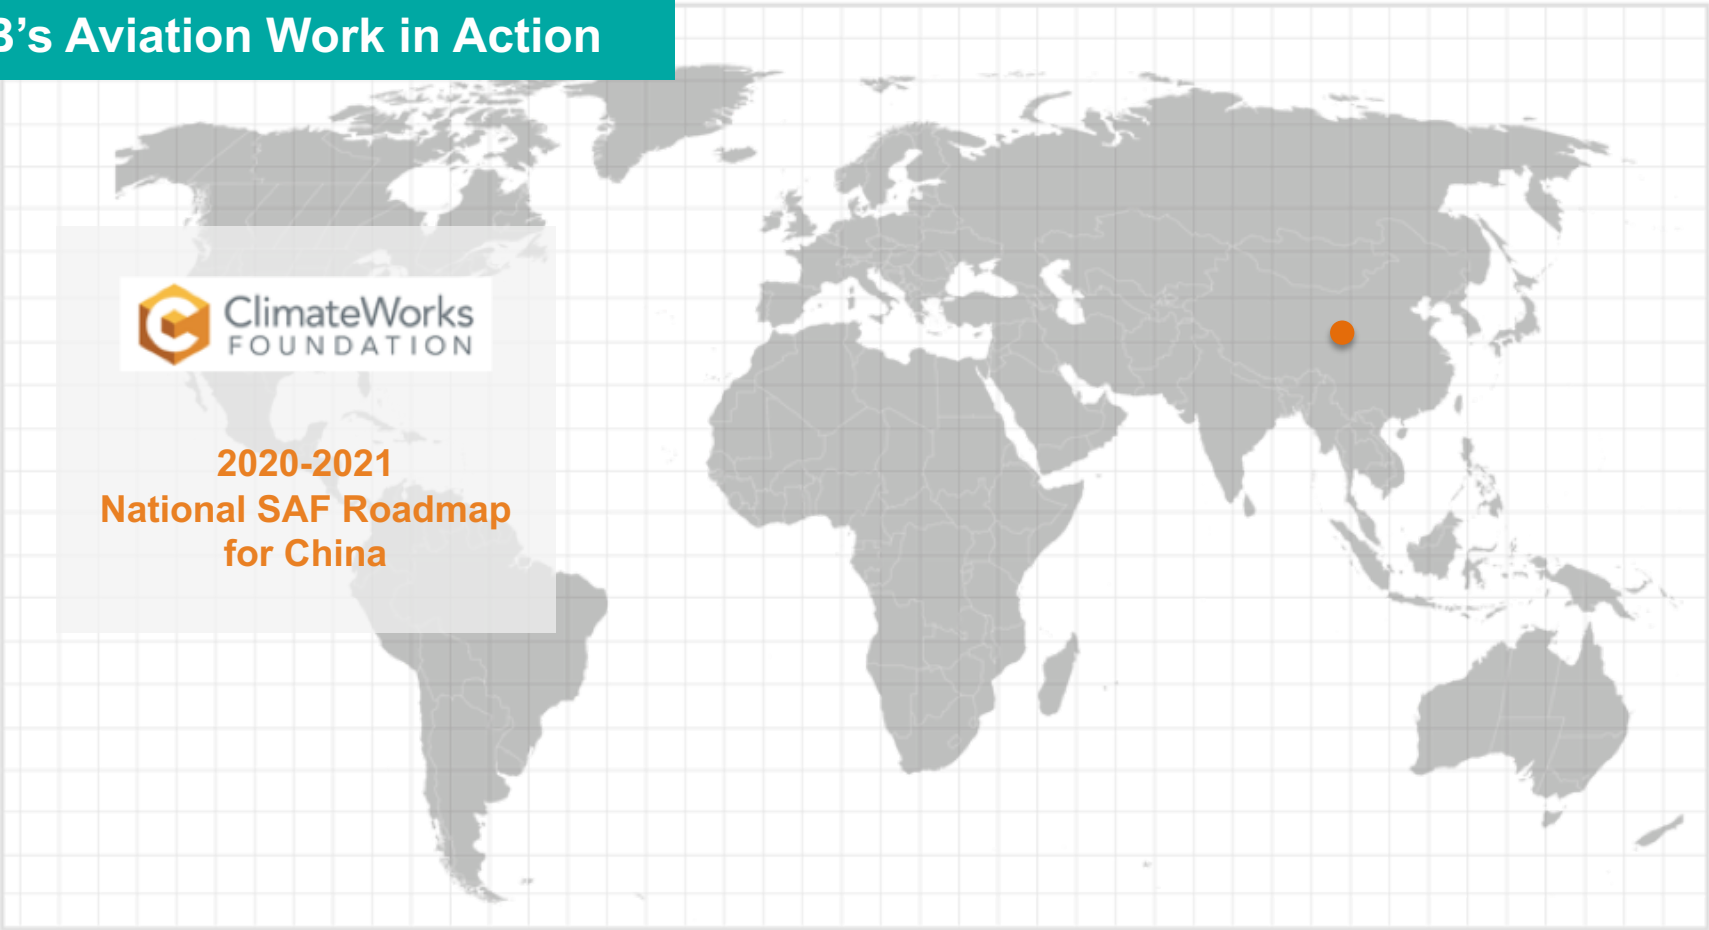 B's Aviation Work in Action
ClimateWorks
FOUNDATION
2020-2021
National SAF Roadmap
for China